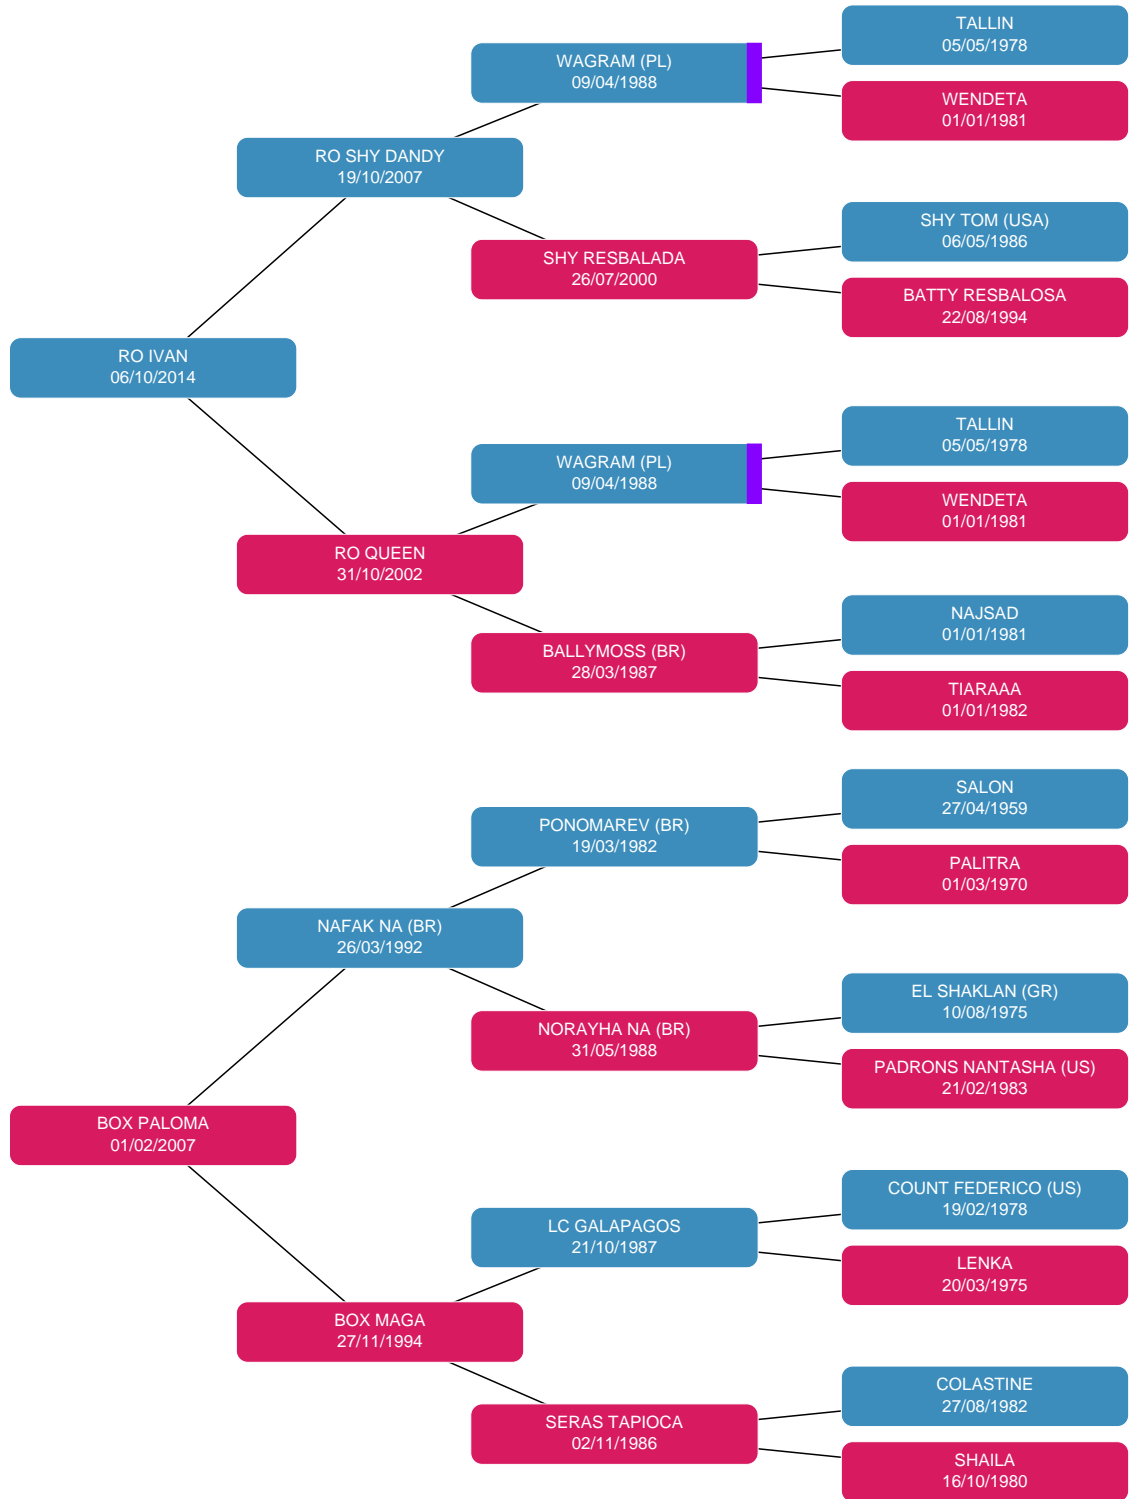 TALLIN
05/05/1978
WAGRAM (PL)
09/04/1988
WENDETA
01/01/1981
RO SHY DANDY
19/10/2007
SHY TOM (USA)
06/05/1986
SHY RESBALADA
26/07/2000
BATTY RESBALOSA
22/08/1994
RO IVAN
06/10/2014
TALLIN
05/05/1978
WAGRAM (PL)
09/04/1988
WENDETA
01/01/1981
RO QUEEN
31/10/2002
NAJSAD
01/01/1981
BALLYMOSS (BR)
28/03/1987
TIARAAA
01/01/1982
SALON
27/04/1959
PONOMAREV (BR)
19/03/1982
PALITRA
01/03/1970
NAFAK NA (BR)
26/03/1992
EL SHAKLAN (GR)
10/08/1975
NORAYHA NA (BR)
31/05/1988
PADRONS NANTASHA (US)
21/02/1983
BOX PALOMA
01/02/2007
COUNT FEDERICO (US)
19/02/1978
LC GALAPAGOS
21/10/1987
LENKA
20/03/1975
BOX MAGA
27/11/1994
COLASTINE
27/08/1982
SERAS TAPIOCA
02/11/1986
SHAILA
16/10/1980